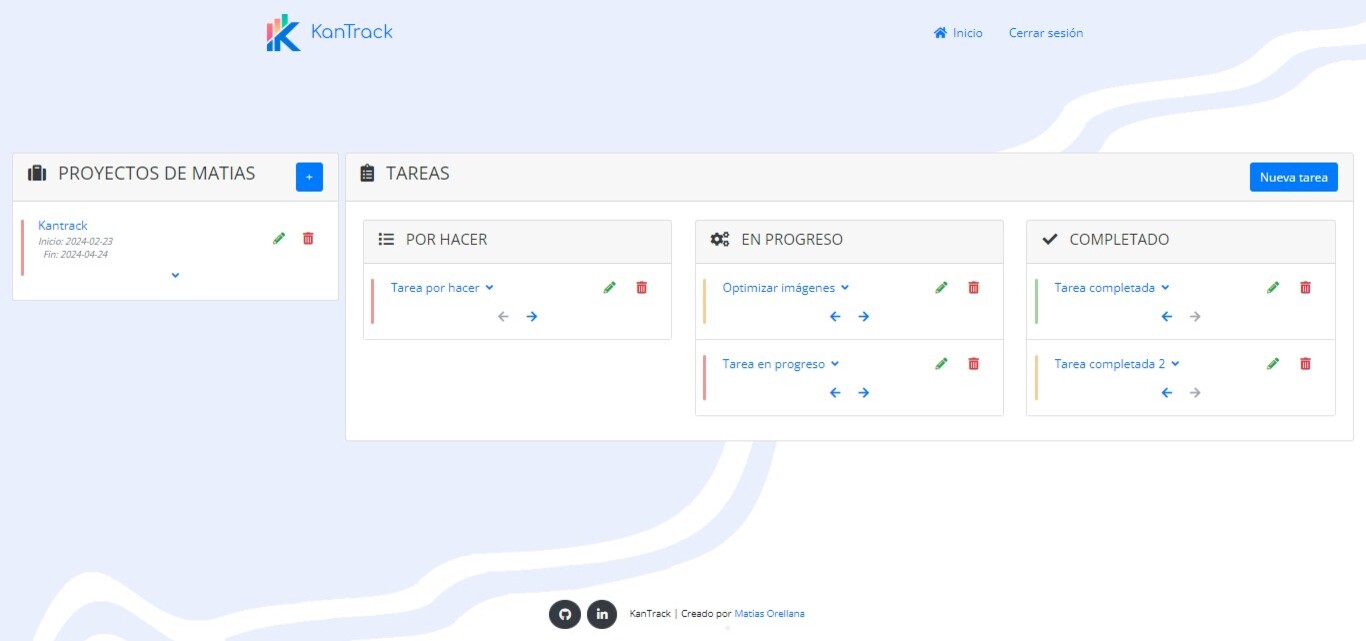 KanTrack
Inicio
Cerrar sesión
PROYECTOS DE MATIAS
+
Kantrack
Inicio: 2024-02-23
Fin: 2024-04-24
TAREAS
Nueva tarea
POR HACER
Tarea por hacer
EN PROGRESO
Optimizar imágenes
Tarea en progreso
COMPLETADO
Tarea completada
Tarea completada 2
in
KanTrack | Creado por Matías Orellana